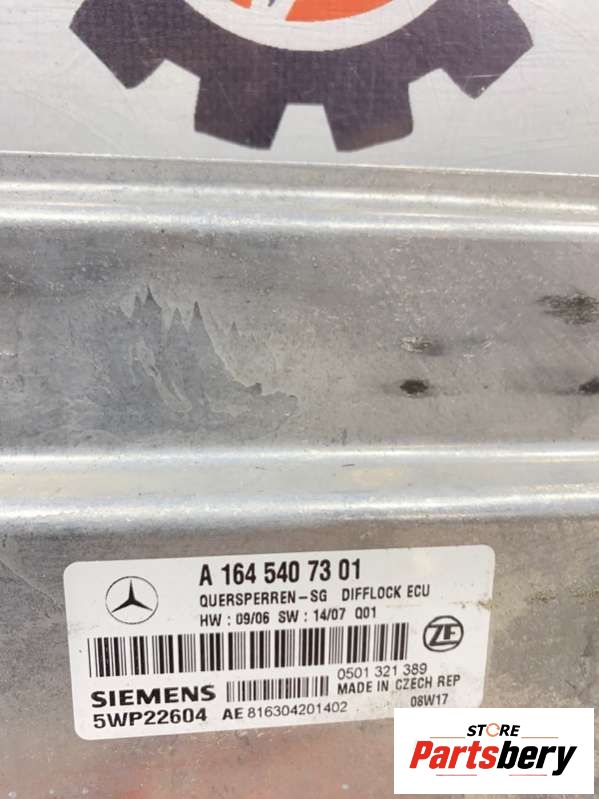 A 164 540 73 01
QUERSPERREN-SG DIFFLOCK ECU
HW : 09/06 SW : 14/07 Q01
ZF
0501 321 389
SIEMENS
MADE IN CZECH REP
5WP22604 AE 816304201402 08W17
STORE
Partsbery